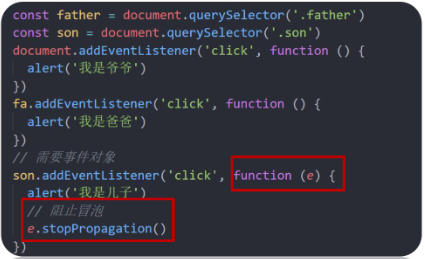 const father = document.querySelector('.father')
const son = document.querySelector('.son')
document.addEventListener('click', function () {
  alert('我是爷爷')
})
fa.addEventListener('click', function () {
  alert('我是爸爸')
})
// 需要事件对象
son.addEventListener('click', function (e) {
  alert('我是儿子')
  // 阻止冒泡
  e.stopPropagation()
})